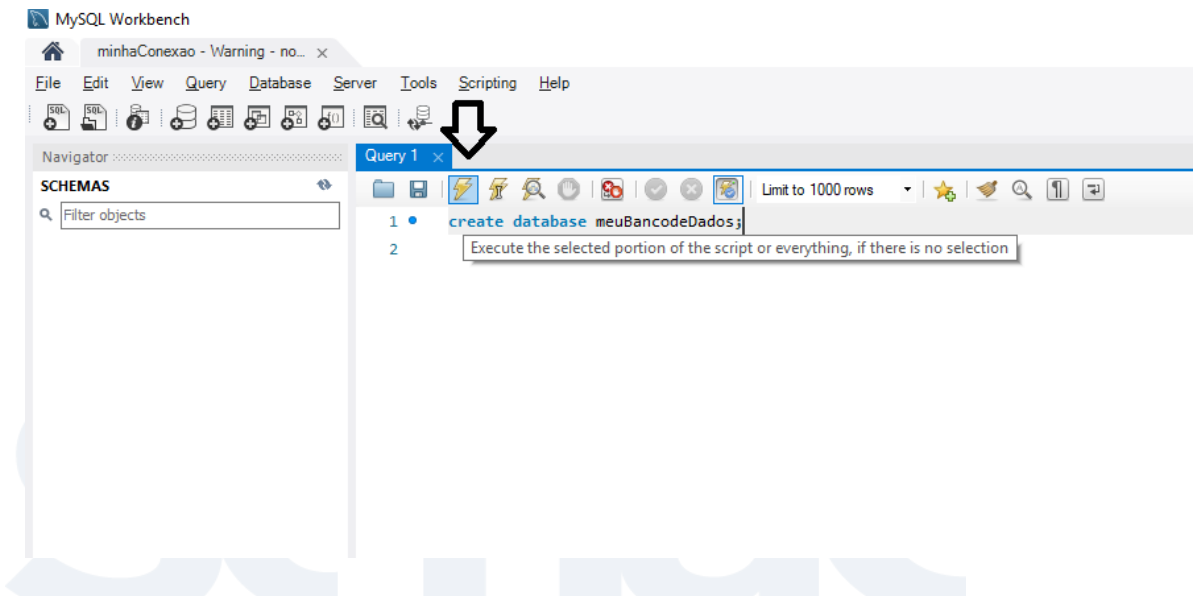 MySQL Workbench
minhaConexao - Warning - no... ×
File Edit View Query Database Server Tools Scripting Help
Navigator
Query 1 ×
SCHEMAS
Limit to 1000 rows
Filter objects
1 create database meuBancodeDados;
2
Execute the selected portion of the script or everything, if there is no selection